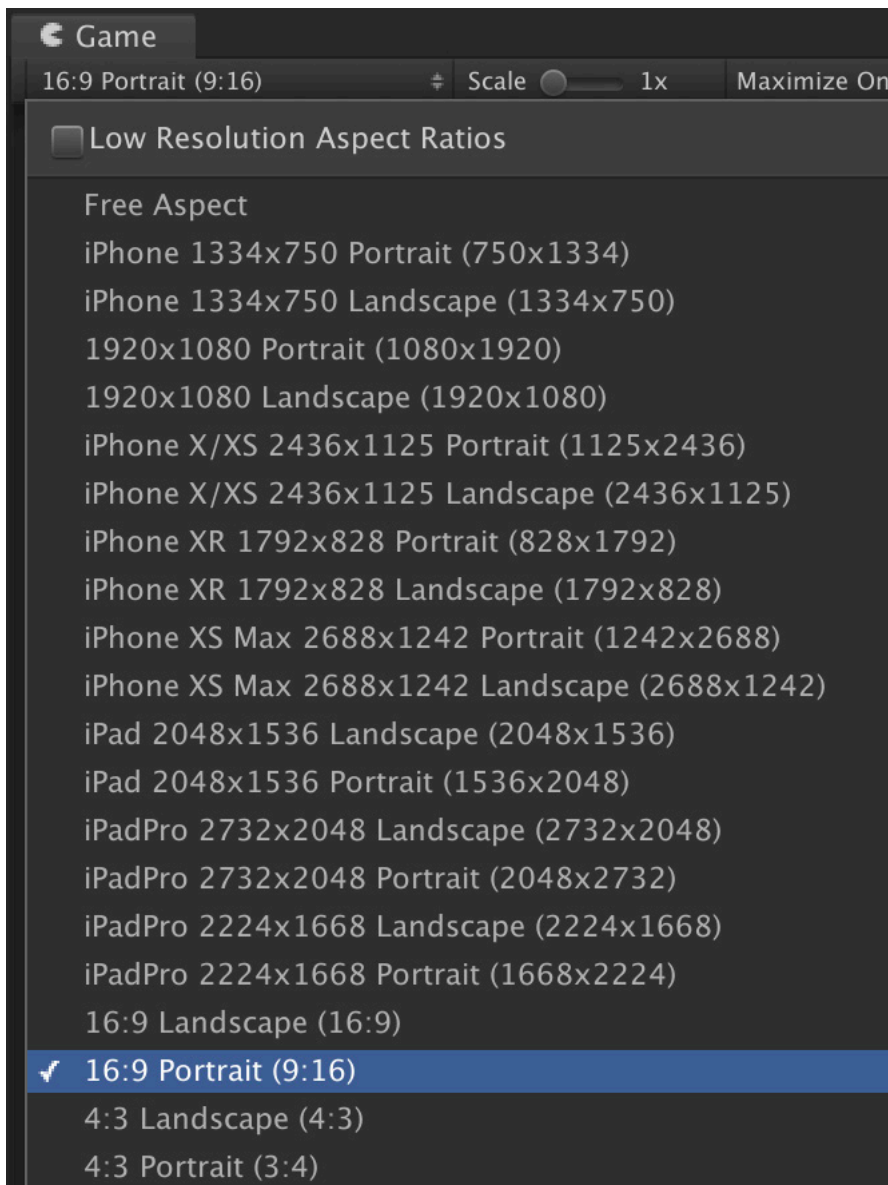 Game
16:9 Portrait (9:16) Scale 1x Maximize On
Low Resolution Aspect Ratios
Free Aspect
iPhone 1334x750 Portrait (750x1334)
iPhone 1334x750 Landscape (1334x750)
1920x1080 Portrait (1080x1920)
1920x1080 Landscape (1920x1080)
iPhone X/XS 2436x1125 Portrait (1125x2436)
iPhone X/XS 2436x1125 Landscape (2436x1125)
iPhone XR 1792x828 Portrait (828x1792)
iPhone XR 1792x828 Landscape (1792x828)
iPhone XS Max 2688x1242 Portrait (1242x2688)
iPhone XS Max 2688x1242 Landscape (2688x1242)
iPad 2048x1536 Landscape (2048x1536)
iPad 2048x1536 Portrait (1536x2048)
iPadPro 2732x2048 Landscape (2732x2048)
iPadPro 2732x2048 Portrait (2048x2732)
iPadPro 2224x1668 Landscape (2224x1668)
iPadPro 2224x1668 Portrait (1668x2224)
16:9 Landscape (16:9)
16:9 Portrait (9:16)
4:3 Landscape (4:3)
4:3 Portrait (3:4)